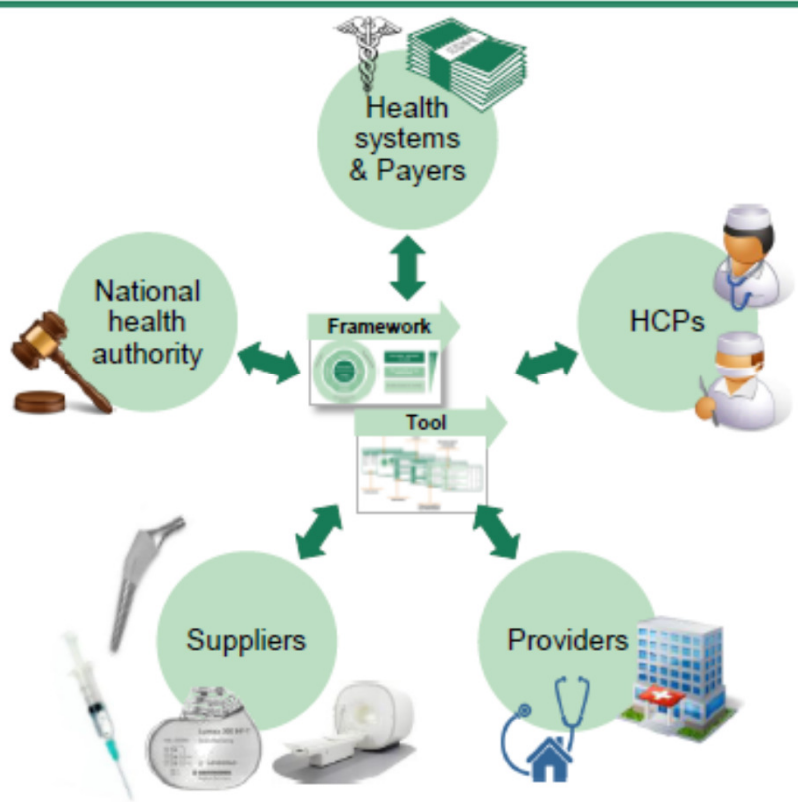 Health
systems
& Payers
National
health
authority
HCPs
Framework
Tool
Suppliers
Providers